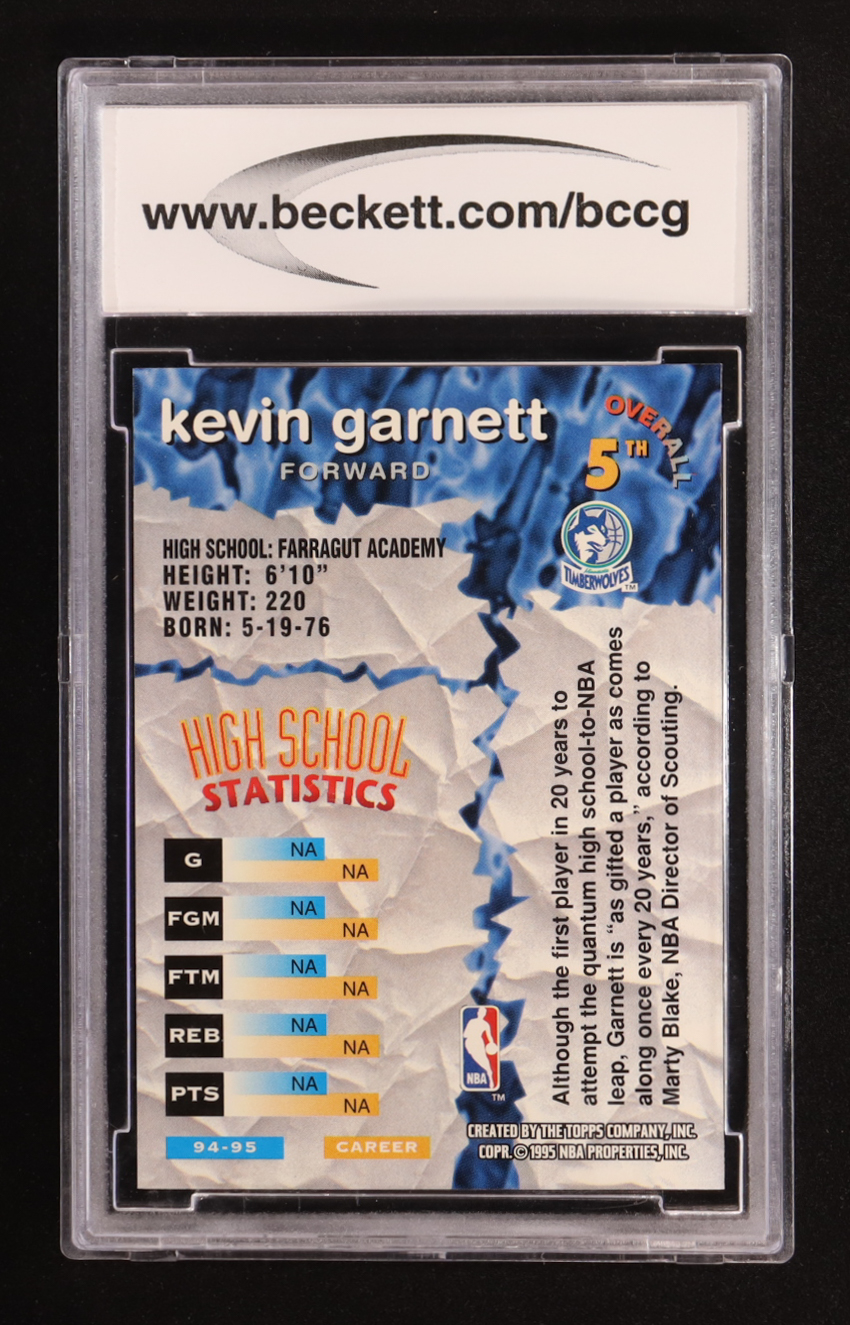 www.beckett.com/bccg
kevin garnett
FORWARD
OVERALL
5TH
TIMBERWOLVES
TM
HIGH SCHOOL: FARRAGUT ACADEMY
HEIGHT: 6'10”
WEIGHT: 220
BORN: 5-19-76
HIGH SCHOOL
STATISTICS
G NA NA
FGM NA NA
FTM NA NA
REB NA NA
PTS NA NA
94-95 CAREER
Although the first player in 20 years to
attempt the quantum high school-to-NBA
leap, Garnett is “as gifted a player as comes
along once every 20 years,” according to
Marty Blake, NBA Director of Scouting.
NBA
TM
CREATED BY THE TOPPS COMPANY, INC.
COPR. © 1995 NBA PROPERTIES, INC.